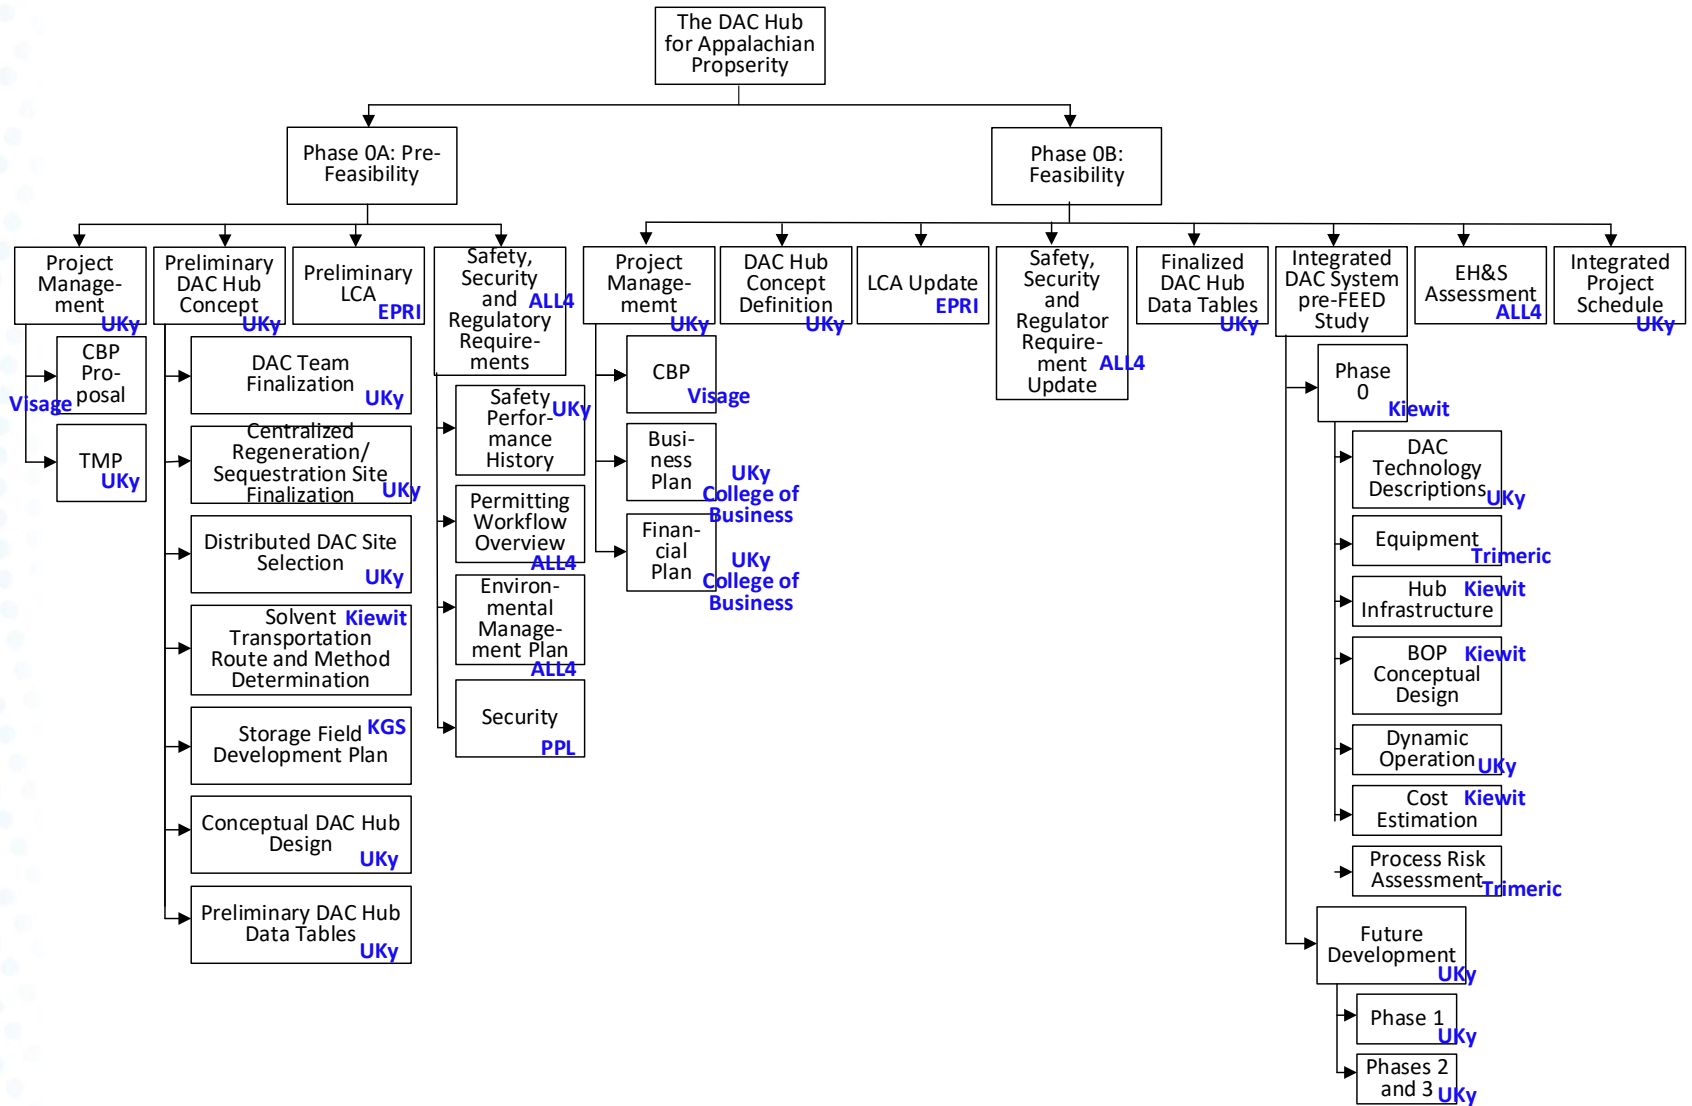 The DAC Hub
for Appalachian
Propserity
Phase 0A: Pre-
Feasibility
Phase 0B:
Feasibility
Project
Manage-
ment
UKy
CBP
Pro-
posal
Visage
TMP
UKy
Preliminary
DAC Hub
Concept
UKy
DAC Team
Finalization
UKy
Centralized
Regeneration/
Sequestration Site
Finalization
UKy
Distributed DAC Site
Selection
UKy
Solvent
Transportation
Route and Method
Determination
Kiewit
Storage Field
Development Plan
KGS
Conceptual DAC Hub
Design
UKy
Preliminary DAC Hub
Data Tables
UKy
Preliminary
LCA
EPRI
Safety,
Security
and
Regulatory
Require-
ments
ALL4
Safety
Perfor-
mance
History
UKy
Permitting
Workflow
Overview
ALL4
Environ-
mental
Manage-
ment Plan
ALL4
Security
PPL
Project
Manage-
memt
UKy
CBP
Visage
Busi-
ness
Plan
UKy
College of
Business
Finan-
cial
Plan
UKy
College of
Business
DAC Hub
Concept
Definition
UKy
LCA Update
EPRI
Safety,
Security
and
Regulator
Require-
ment
Update
ALL4
Finalized
DAC Hub
Data Tables
UKy
Integrated
DAC System
pre-FEED
Study
Phase
0
Kiewit
DAC
Technology
Descriptions
UKy
Equipment
Trimeric
Hub
Infrastructure
Kiewit
BOP
Conceptual
Design
Kiewit
Dynamic
Operation
UKy
Cost
Estimation
Kiewit
Process Risk
Assessment
Trimeric
Future
Development
UKy
Phase 1
UKy
Phases 2
and 3
UKy
EH&S
Assessment
ALL4
Integrated
Project
Schedule
UKy